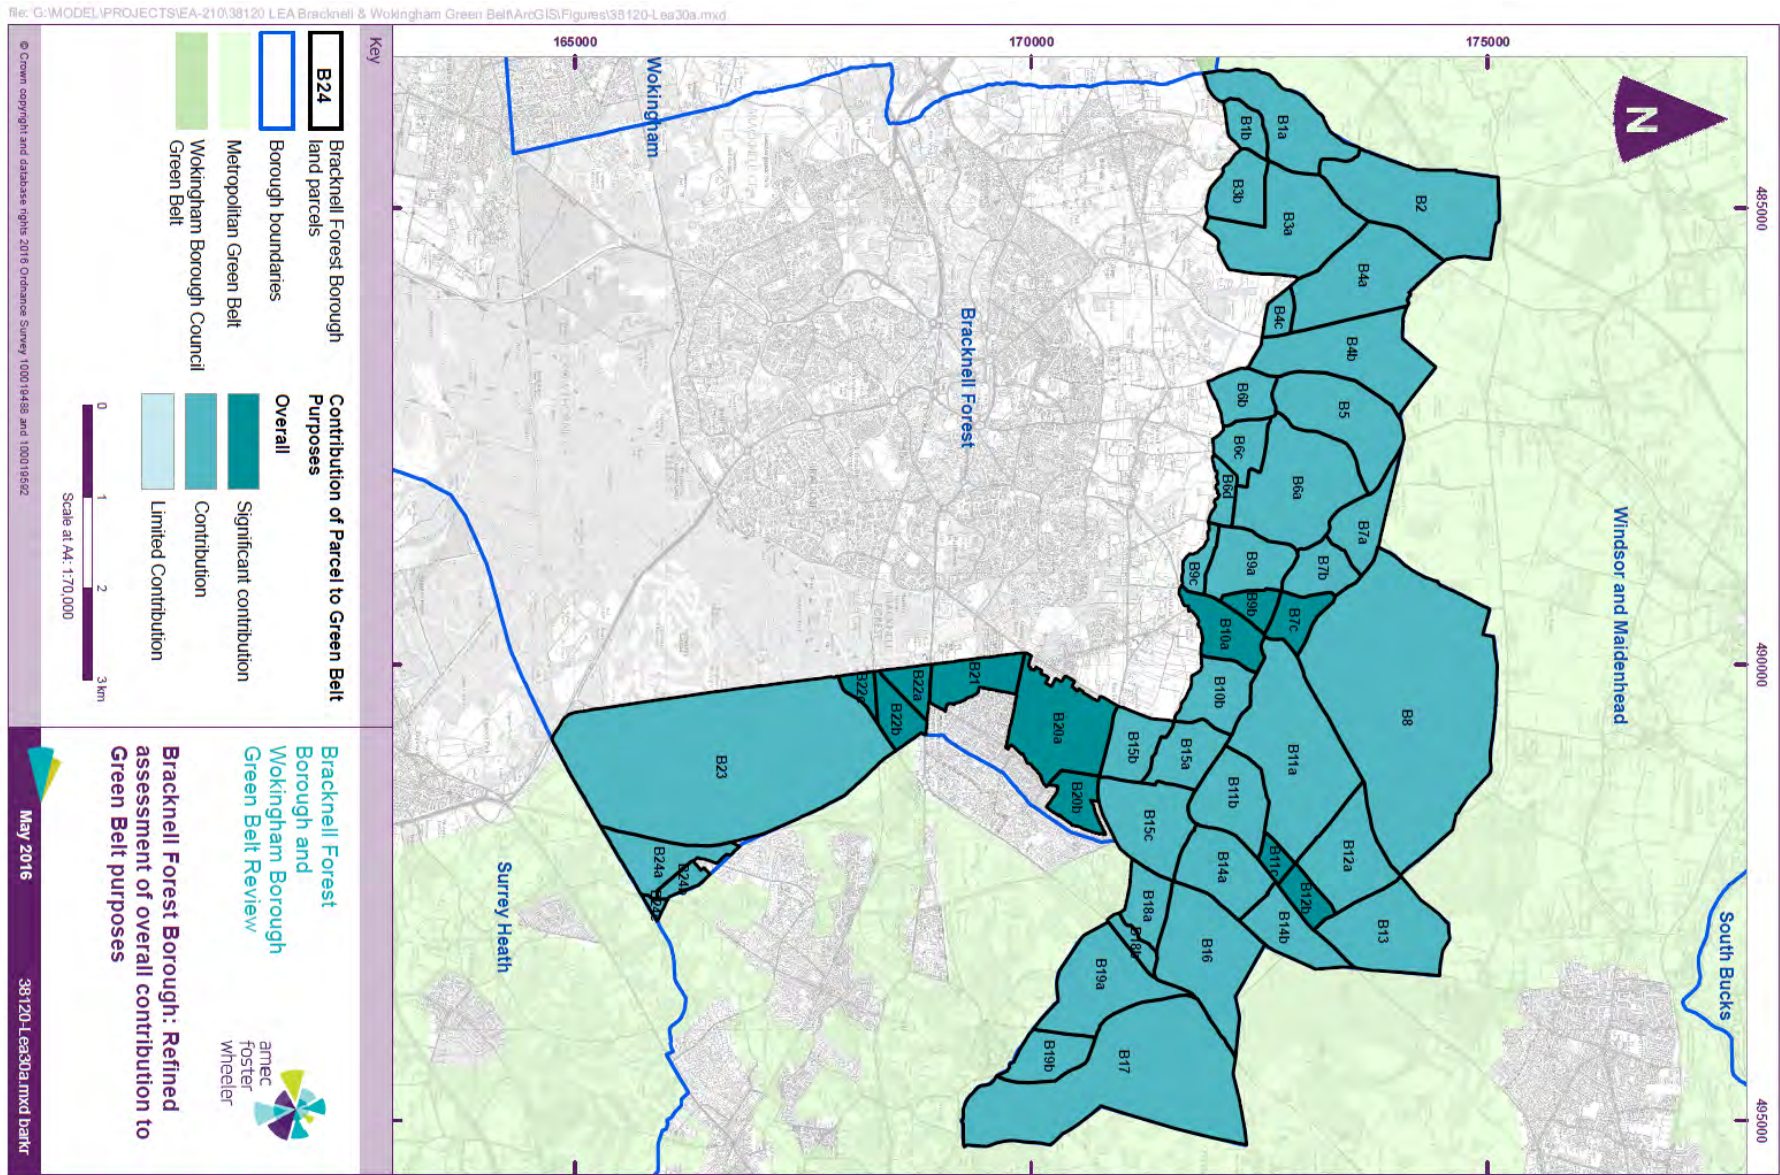 file: G:\MODEL\PROJECTS\EA-210\38120 LEA Bracknell & Wokingham Green Belt\ArcGIS\Figures\38120-Lea30a.mxd
165000
170000
175000
485000
490000
495000
N
Wokingham
Bracknell Forest
Windsor and Maidenhead
South Bucks
Surrey Heath
B1a
B1b
B2
B3b
B3a
B4a
B4c
B4b
B5
B6b
B6c
B6a
B6d
B7a
B7b
B9a
B9c
B9b
B7c
B10a
B10b
B8
B11a
B11b
B11c
B12a
B12b
B13
B14a
B14b
B15a
B15b
B15c
B16
B17
B18a
B18b
B19a
B19b
B20a
B20b
B21
B22a
B22b
B22c
B23
B24a
B24b
Key
B24
Bracknell Forest Borough
land parcels
Borough boundaries
Metropolitan Green Belt
Wokingham Borough Council
Green Belt
Contribution of Parcel to Green Belt
Purposes
Overall
Significant contribution
Contribution
Limited Contribution
0 1 2 3 km
Scale at A4: 1:70,000
© Crown copyright and database rights 2016 Ordnance Survey 100019488 and 100019592
Bracknell Forest
Borough and
Wokingham Borough
Green Belt Review
amec
foster
wheeler
Bracknell Forest Borough: Refined
assessment of overall contribution to
Green Belt purposes
May 2016
38120-Lea30a.mxd barkr